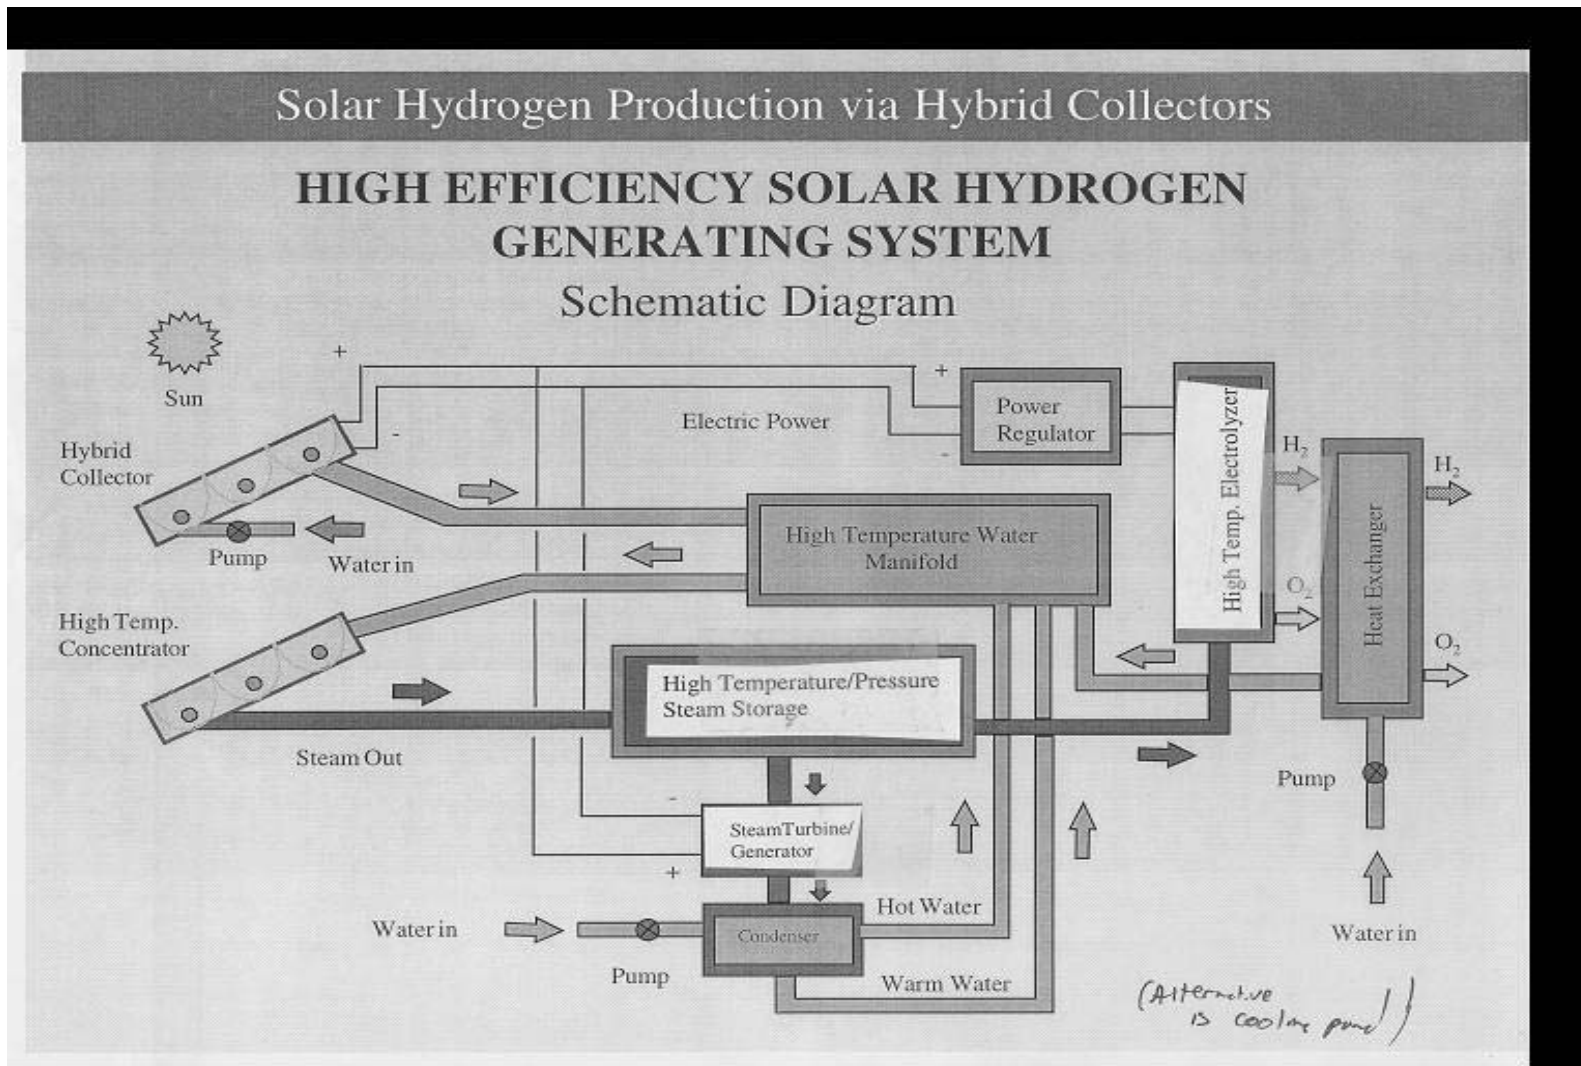 Solar Hydrogen Production via Hybrid Collectors
HIGH EFFICIENCY SOLAR HYDROGEN
GENERATING SYSTEM
Schematic Diagram
Sun
+
-
Hybrid
Collector
Pump
Water in
Electric Power
+
-
Power
Regulator
High Temp. Electrolyzer
H₂
O₂
Heat Exchanger
H₂
O₂
High Temperature Water
Manifold
High Temp.
Concentrator
Steam Out
High Temperature/Pressure
Steam Storage
-
Steam Turbine/
Generator
+
Water in
Pump
Condenser
Hot Water
Warm Water
Pump
Water in
(Alternative
is cooling pond)